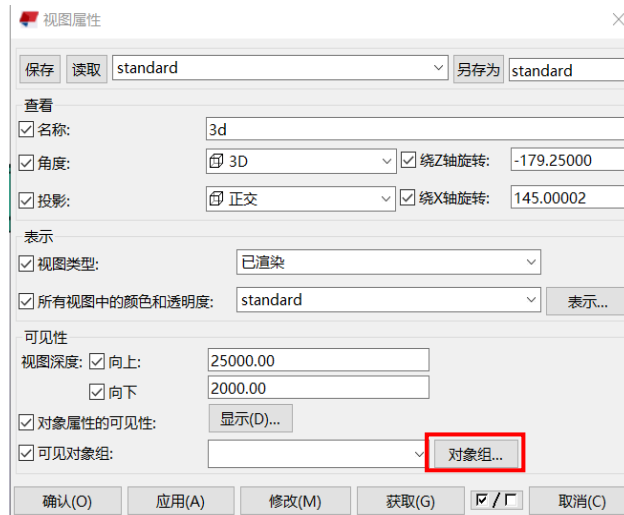 视图属性
保存 读取 standard 另存为 standard
查看
名称: 3d
角度: 3D 绕Z轴旋转: -179.25000
投影: 正交 绕X轴旋转: 145.00002
表示
视图类型: 已渲染
所有视图中的颜色和透明度: standard 表示...
可见性
视图深度: 向上: 25000.00
向下 2000.00
对象属性的可见性: 显示(D)...
可见对象组: 对象组...
确认(O) 应用(A) 修改(M) 获取(G) / 取消(C)